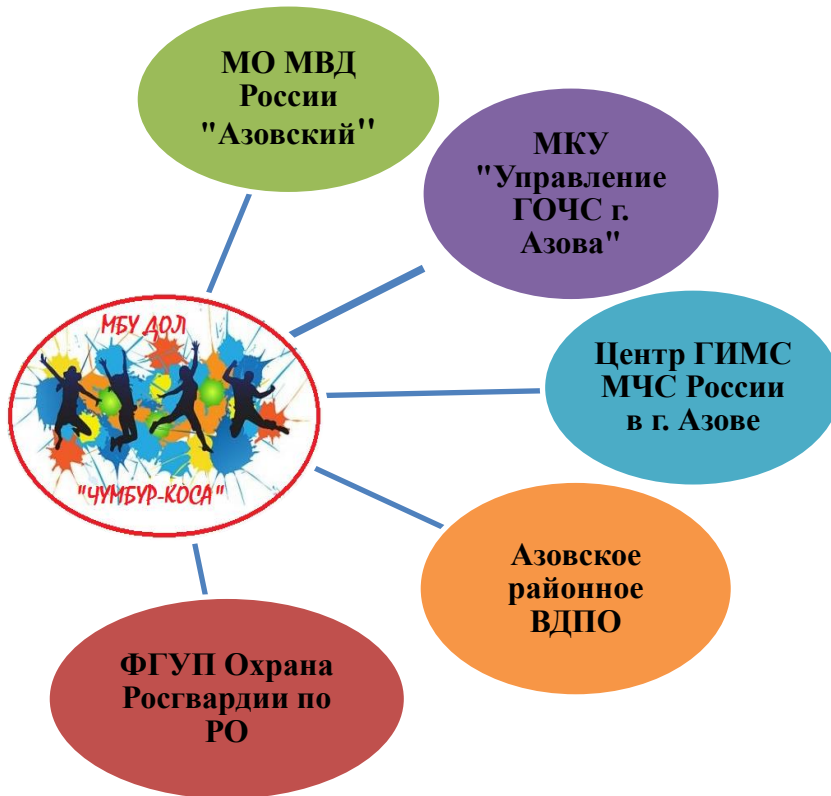 МО МВД
России
"Азовский"
МКУ
"Управление
ГОЧС г.
Азова"
МБУ ДОЛ
"ЧУМБУР-КОСА"
Центр ГИМС
МЧС России
в г. Азове
Азовское
районное
ВДПО
ФГУП Охрана
Росгвардии по
РО